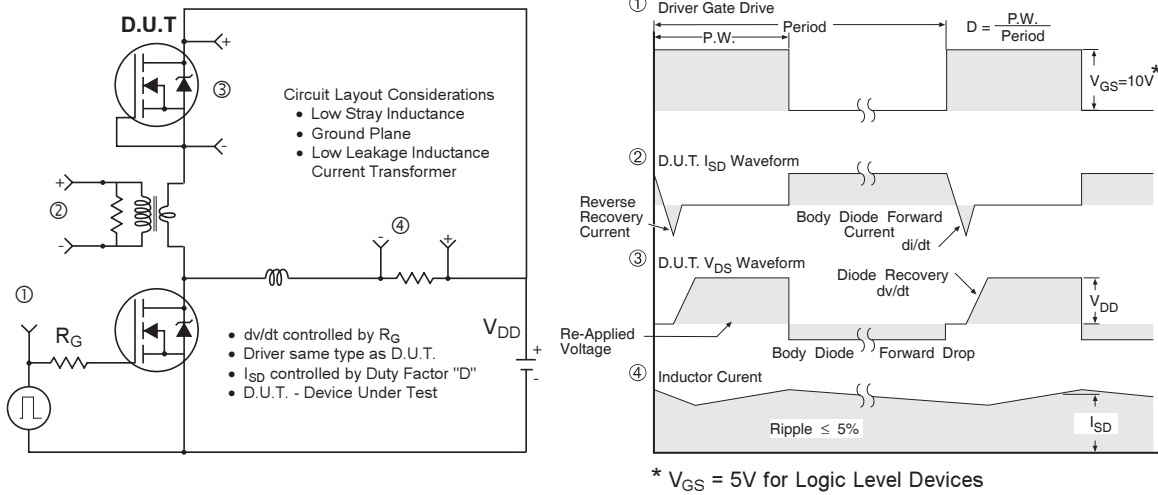 D.U.T
+
③
-
Circuit Layout Considerations
• Low Stray Inductance
• Ground Plane
• Low Leakage Inductance
Current Transformer
+
②
-
④
- +
①
R_G
V_DD
+
-
• dv/dt controlled by R_G
• Driver same type as D.U.T.
• I_SD controlled by Duty Factor "D"
• D.U.T. - Device Under Test
① Driver Gate Drive
P.W.
Period
D = P.W. / Period
V_GS=10V *
② D.U.T. I_SD Waveform
Reverse
Recovery
Current
Body Diode Forward
Current
di/dt
③ D.U.T. V_DS Waveform
Diode Recovery
dv/dt
V_DD
Re-Applied
Voltage
Body Diode Forward Drop
④ Inductor Curent
Ripple ≤ 5%
I_SD
* V_GS = 5V for Logic Level Devices